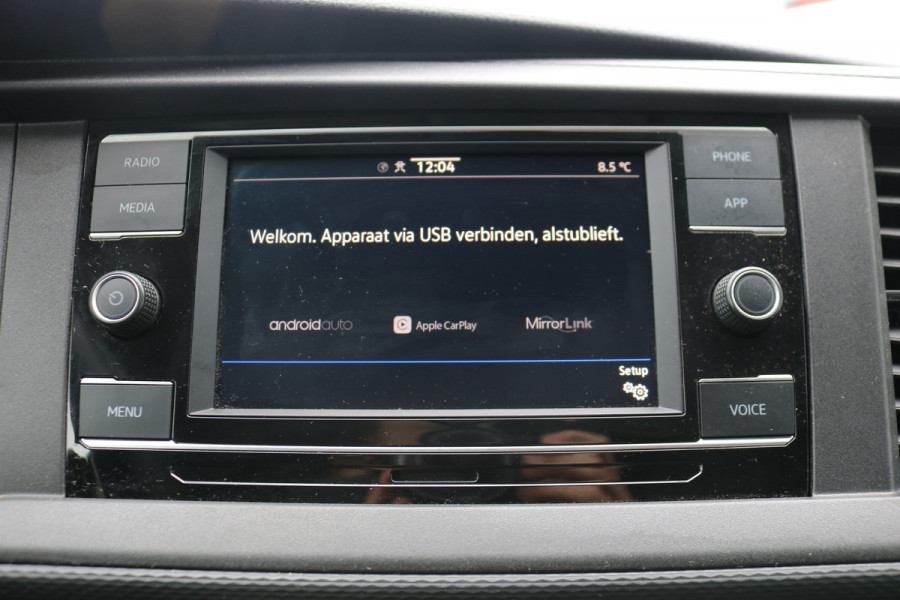 RADIO
MEDIA
MENU
12:04
8.5 °C
Welkom. Apparaat via USB verbinden, alstublieft.
androidauto
Apple CarPlay
MirrorLink
Setup
PHONE
APP
VOICE